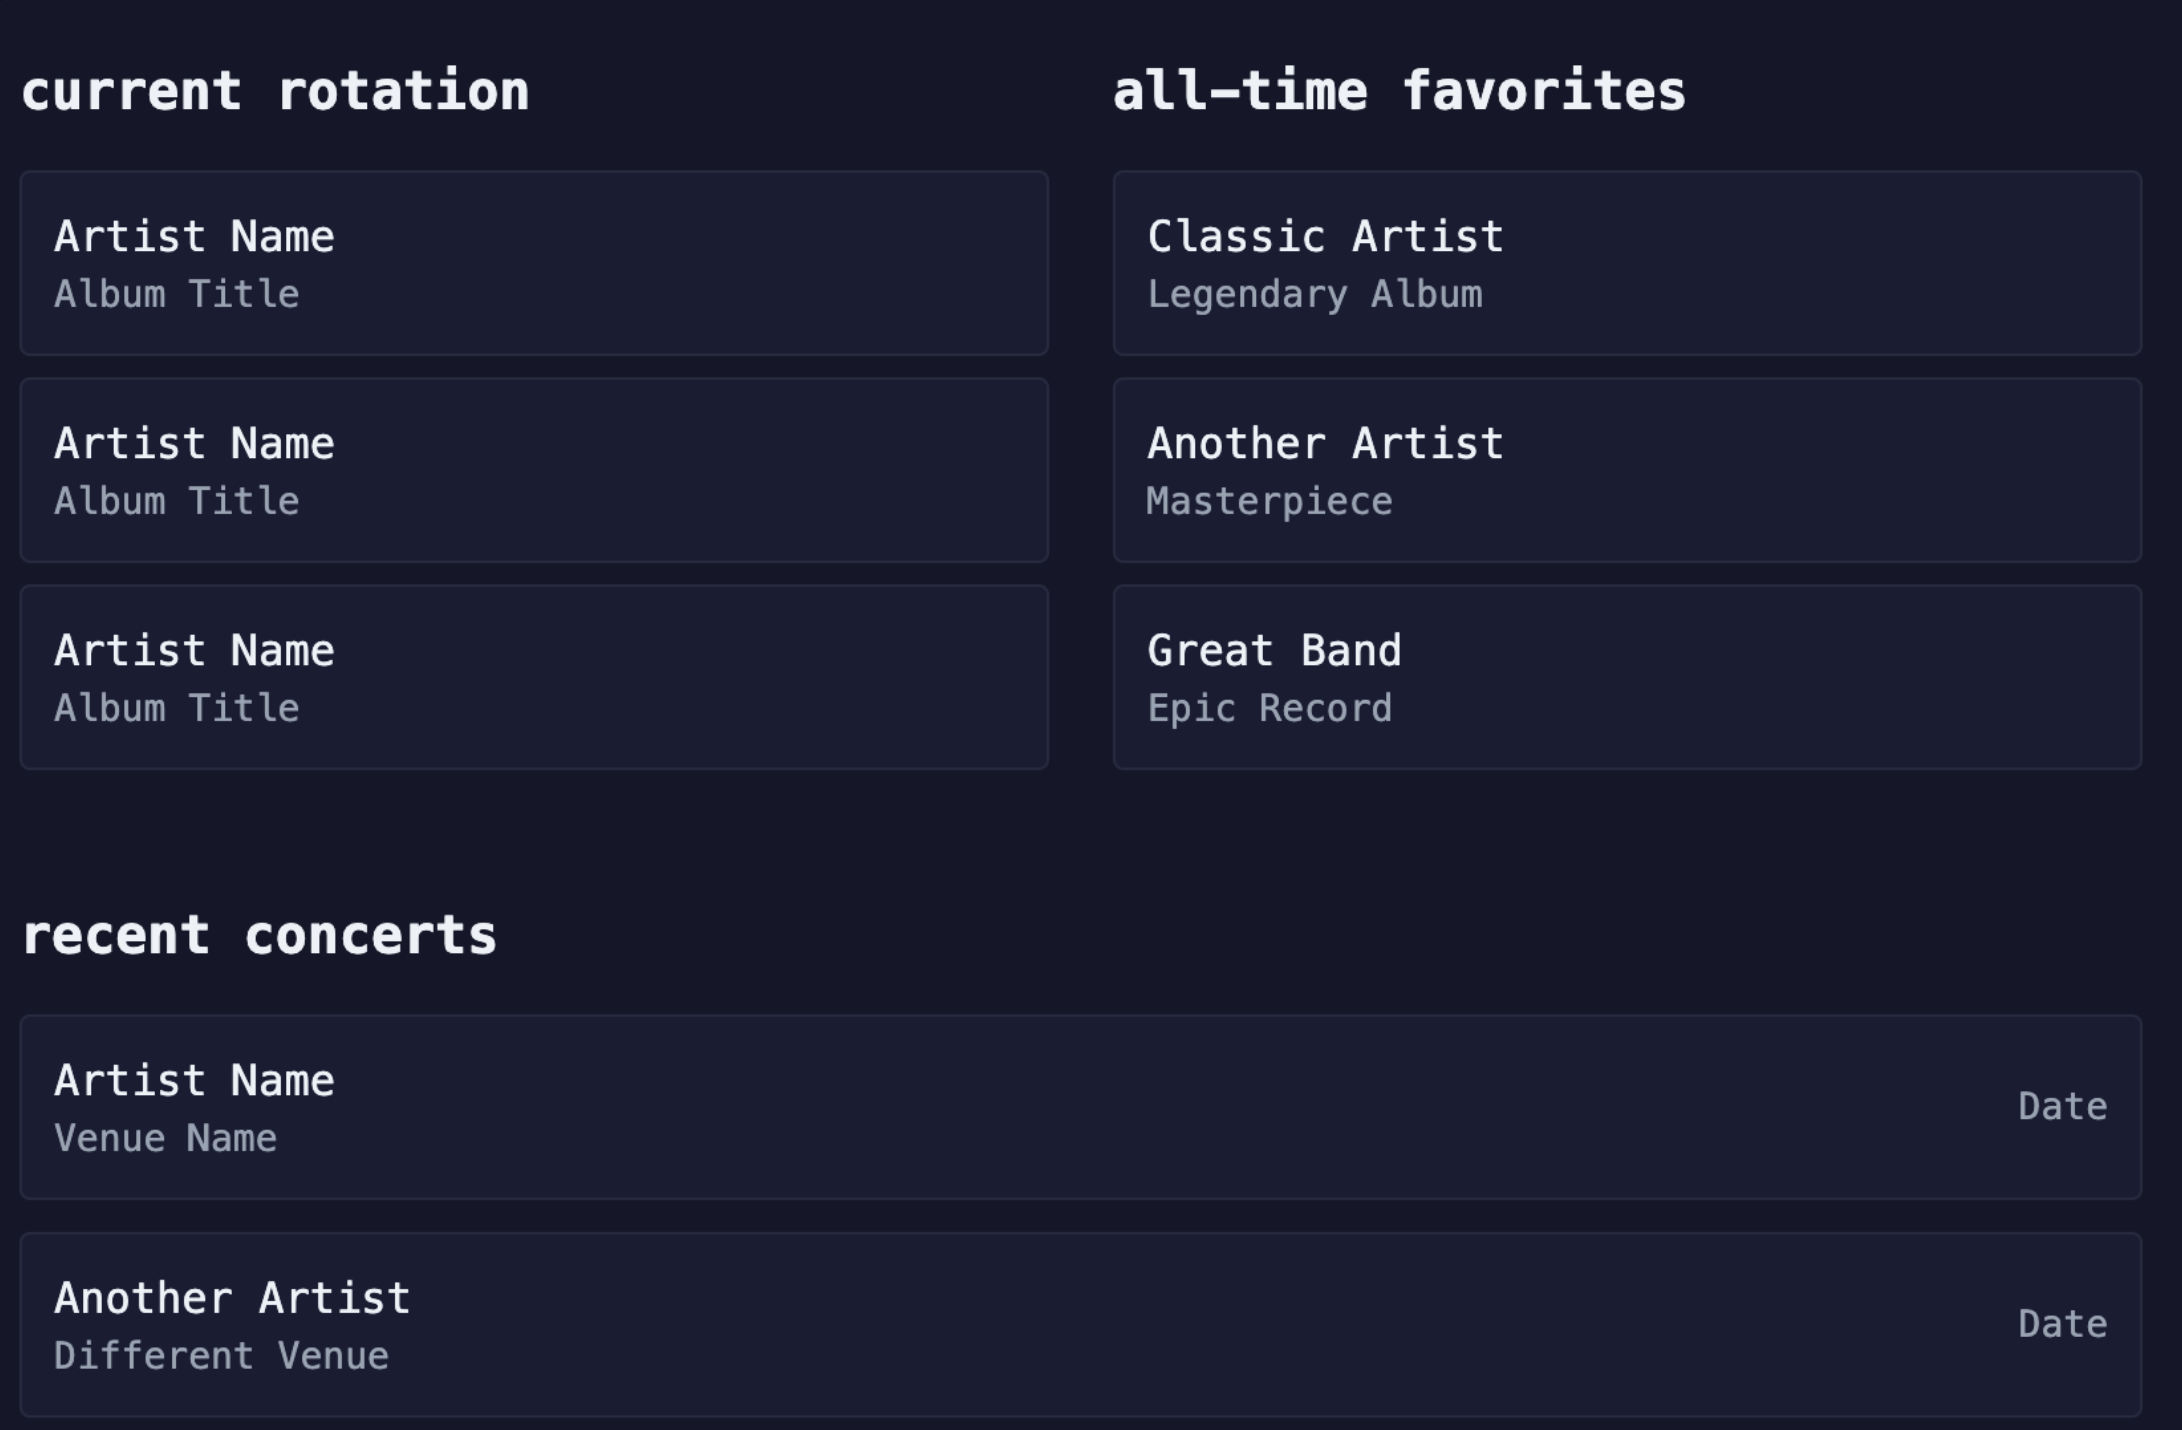 current rotation
Artist Name
Album Title
Artist Name
Album Title
Artist Name
Album Title
all-time favorites
Classic Artist
Legendary Album
Another Artist
Masterpiece
Great Band
Epic Record
recent concerts
Artist Name
Venue Name
Date
Another Artist
Different Venue
Date